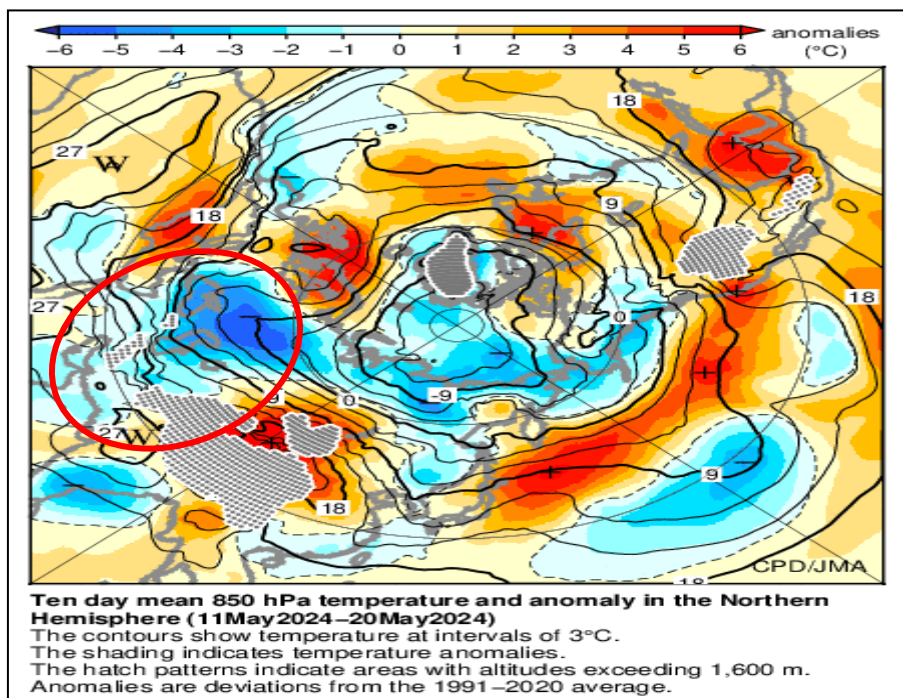 −6 −5 −4 −3 −2 −1 0 1 2 3 4 5 6 anomalies
(°C)
18
27
W
18
9
27
0
18
-9
9
0
27
W
9
18
18
CPD/JMA
Ten day mean 850 hPa temperature and anomaly in the Northern
Hemisphere (11May2024−20May2024)
The contours show temperature at intervals of 3°C.
The shading indicates temperature anomalies.
The hatch patterns indicate areas with altitudes exceeding 1,600 m.
Anomalies are deviations from the 1991−2020 average.